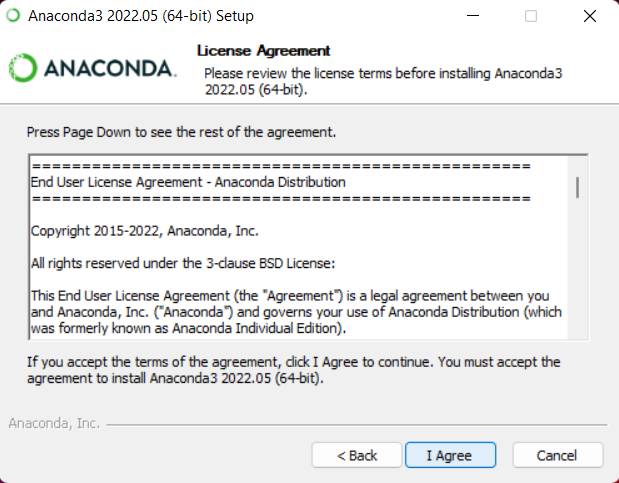 Anaconda3 2022.05 (64-bit) Setup
ANACONDA.
License Agreement
Please review the license terms before installing Anaconda3
2022.05 (64-bit).
Press Page Down to see the rest of the agreement.
==================================================
End User License Agreement - Anaconda Distribution
==================================================
Copyright 2015-2022, Anaconda, Inc.
All rights reserved under the 3-clause BSD License:
This End User License Agreement (the "Agreement") is a legal agreement between you
and Anaconda, Inc. ("Anaconda") and governs your use of Anaconda Distribution (which
was formerly known as Anaconda Individual Edition).
If you accept the terms of the agreement, click I Agree to continue. You must accept the
agreement to install Anaconda3 2022.05 (64-bit).
Anaconda, Inc.
< Back
I Agree
Cancel